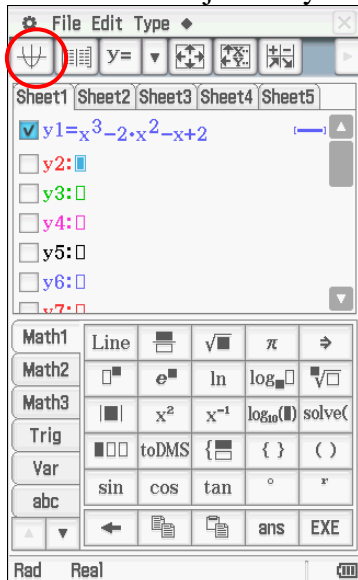 File Edit Type ◆
y=
Sheet1 Sheet2 Sheet3 Sheet4 Sheet5
y1=x³−2·x²−x+2
y2:
y3:
y4:
y5:
y6:
y7:
Math1 Line √■ π ⇒
Math2 □■ e■ ln log■□ ■√□
Math3 |■| x² x⁻¹ log₁₀(■) solve(
Trig ■□□ toDMS { { } ( )
Var sin cos tan ° r
abc
← ans EXE
Rad Real